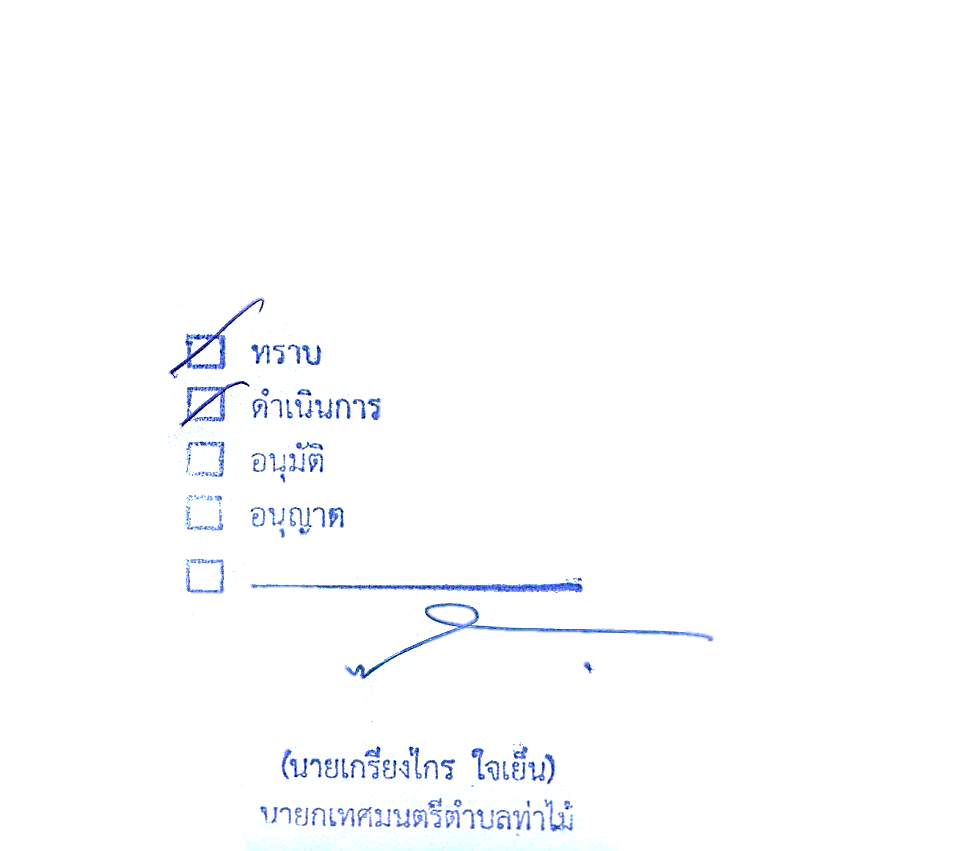 ทราบ
ดำเนินการ
อนุมัติ
อนุญาต
(นายเกรียงไกร ใจเย็น)
นายกเทศมนตรีตำบลท่าไม้